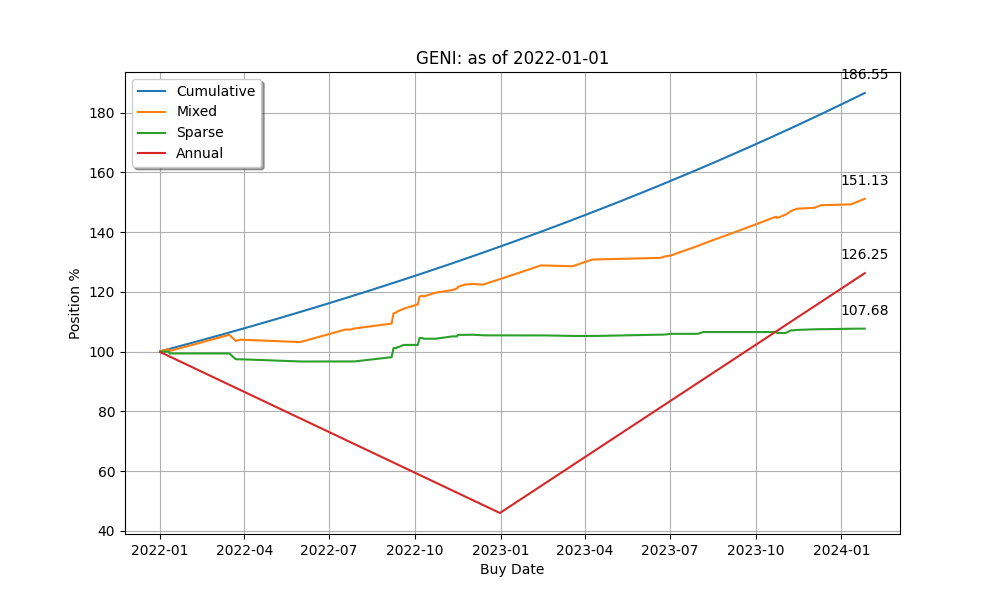 GENI: as of 2022-01-01
Cumulative
Mixed
Sparse
Annual
186.55
151.13
126.25
107.68
180
160
140
120
100
80
60
40
Position %
2022-01 2022-04 2022-07 2022-10 2023-01 2023-04 2023-07 2023-10 2024-01
Buy Date